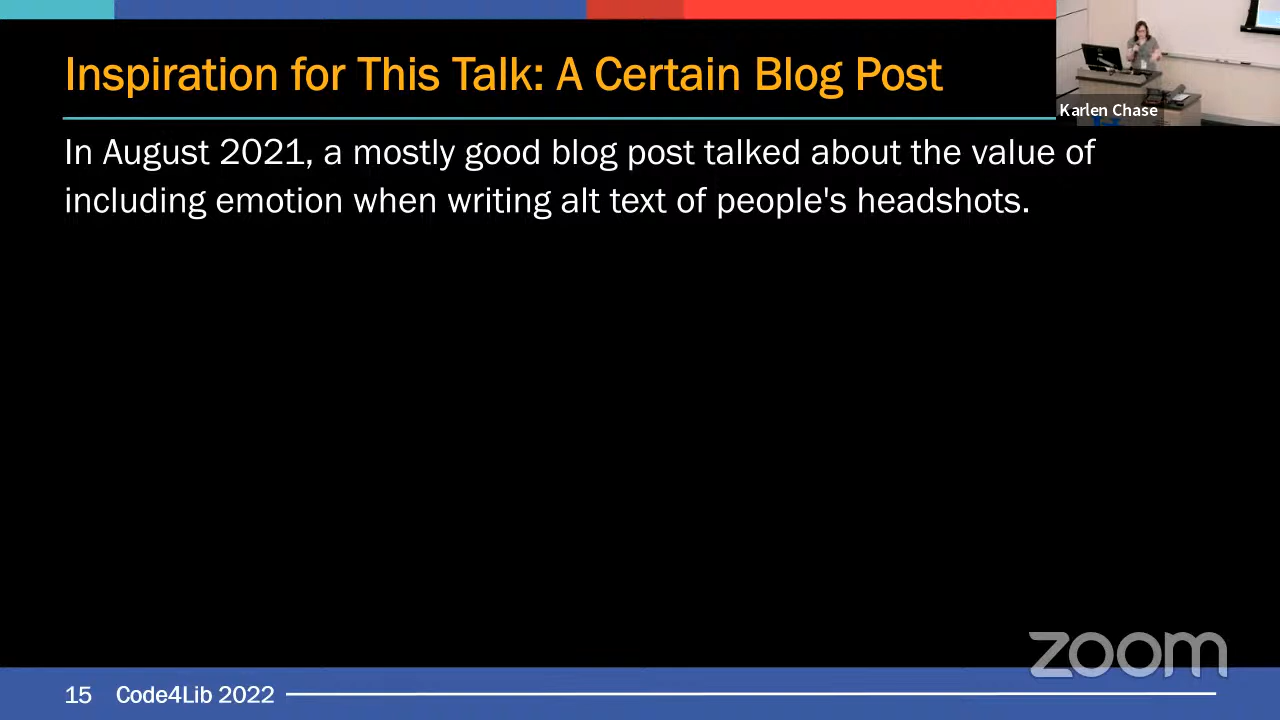 Inspiration for This Talk: A Certain Blog Post
Karlen Chase
In August 2021, a mostly good blog post talked about the value of
including emotion when writing alt text of people's headshots.
zoom
15 Code4Lib 2022